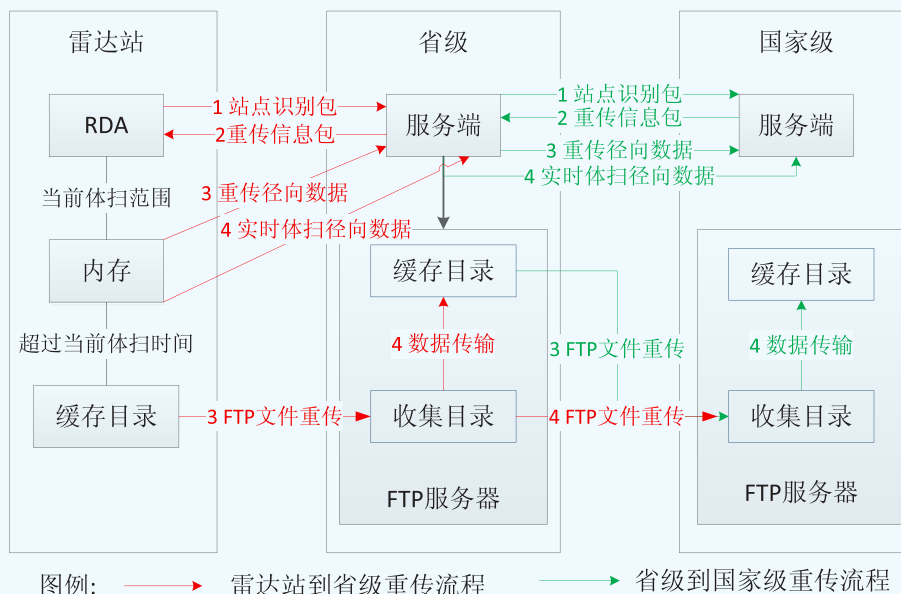 雷达站
省级
国家级
RDA
1 站点识别包
2重传信息包
服务端
1 站点识别包
2 重传信息包
3 重传径向数据
4 实时体扫径向数据
服务端
当前体扫范围
3 重传径向数据
4 实时体扫径向数据
内存
缓存目录
缓存目录
超过当前体扫时间
4 数据传输
3 FTP文件重传
4 数据传输
缓存目录
3 FTP文件重传
收集目录
4 FTP文件重传
收集目录
FTP服务器
FTP服务器
图例:
雷达站到省级重传流程
省级到国家级重传流程